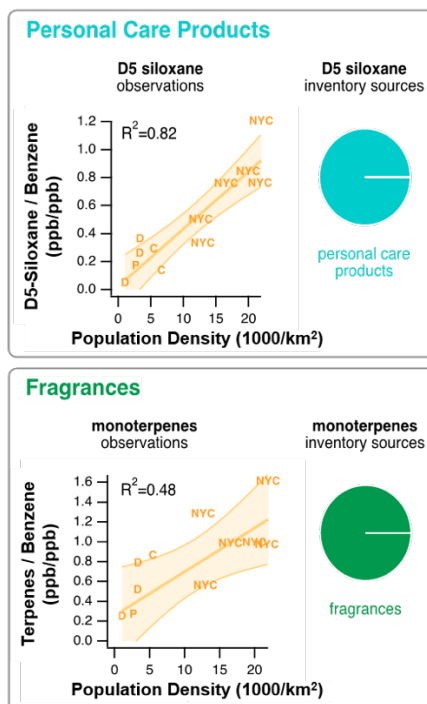 Personal Care Products
D5 siloxane
observations
D5 siloxane
inventory sources
D5-Siloxane / Benzene
(ppb/ppb)
1.2
1.0
0.8
0.6
0.4
0.2
0.0
R²=0.82
NYC
NYC
NYC
NYC
NYC
NYC
D
D
C
P
C
D
0
5
10
15
20
Population Density (1000/km²)
personal care
products
Fragrances
monoterpenes
observations
monoterpenes
inventory sources
Terpenes / Benzene
(ppb/ppb)
1.6
1.4
1.2
1.0
0.8
0.6
0.4
0.2
0.0
R²=0.48
NYC
NYC
NYC
NYC
NYC
NYC
C
D
D
D
P
0
5
10
15
20
Population Density (1000/km²)
fragrances